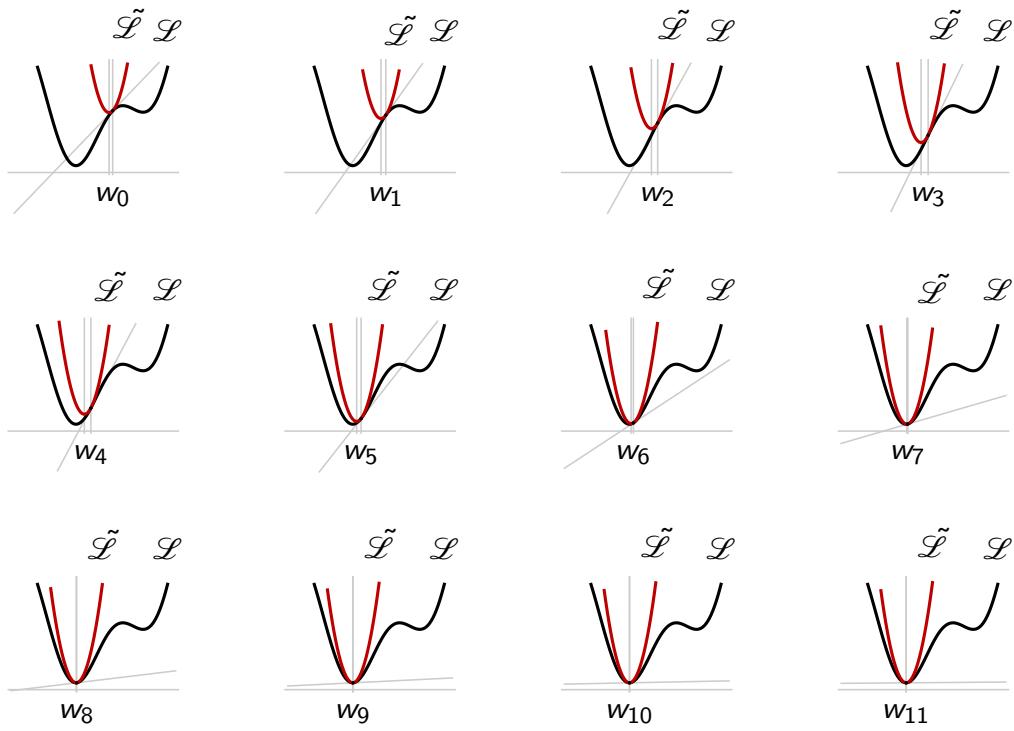 ℒ̃ ℒ ℒ̃ ℒ ℒ̃ ℒ ℒ̃ ℒ
w₀ w₁ w₂ w₃
ℒ̃ ℒ ℒ̃ ℒ ℒ̃ ℒ ℒ̃ ℒ
w₄ w₅ w₆ w₇
ℒ̃ ℒ ℒ̃ ℒ ℒ̃ ℒ ℒ̃ ℒ
w₈ w₉ w₁₀ w₁₁